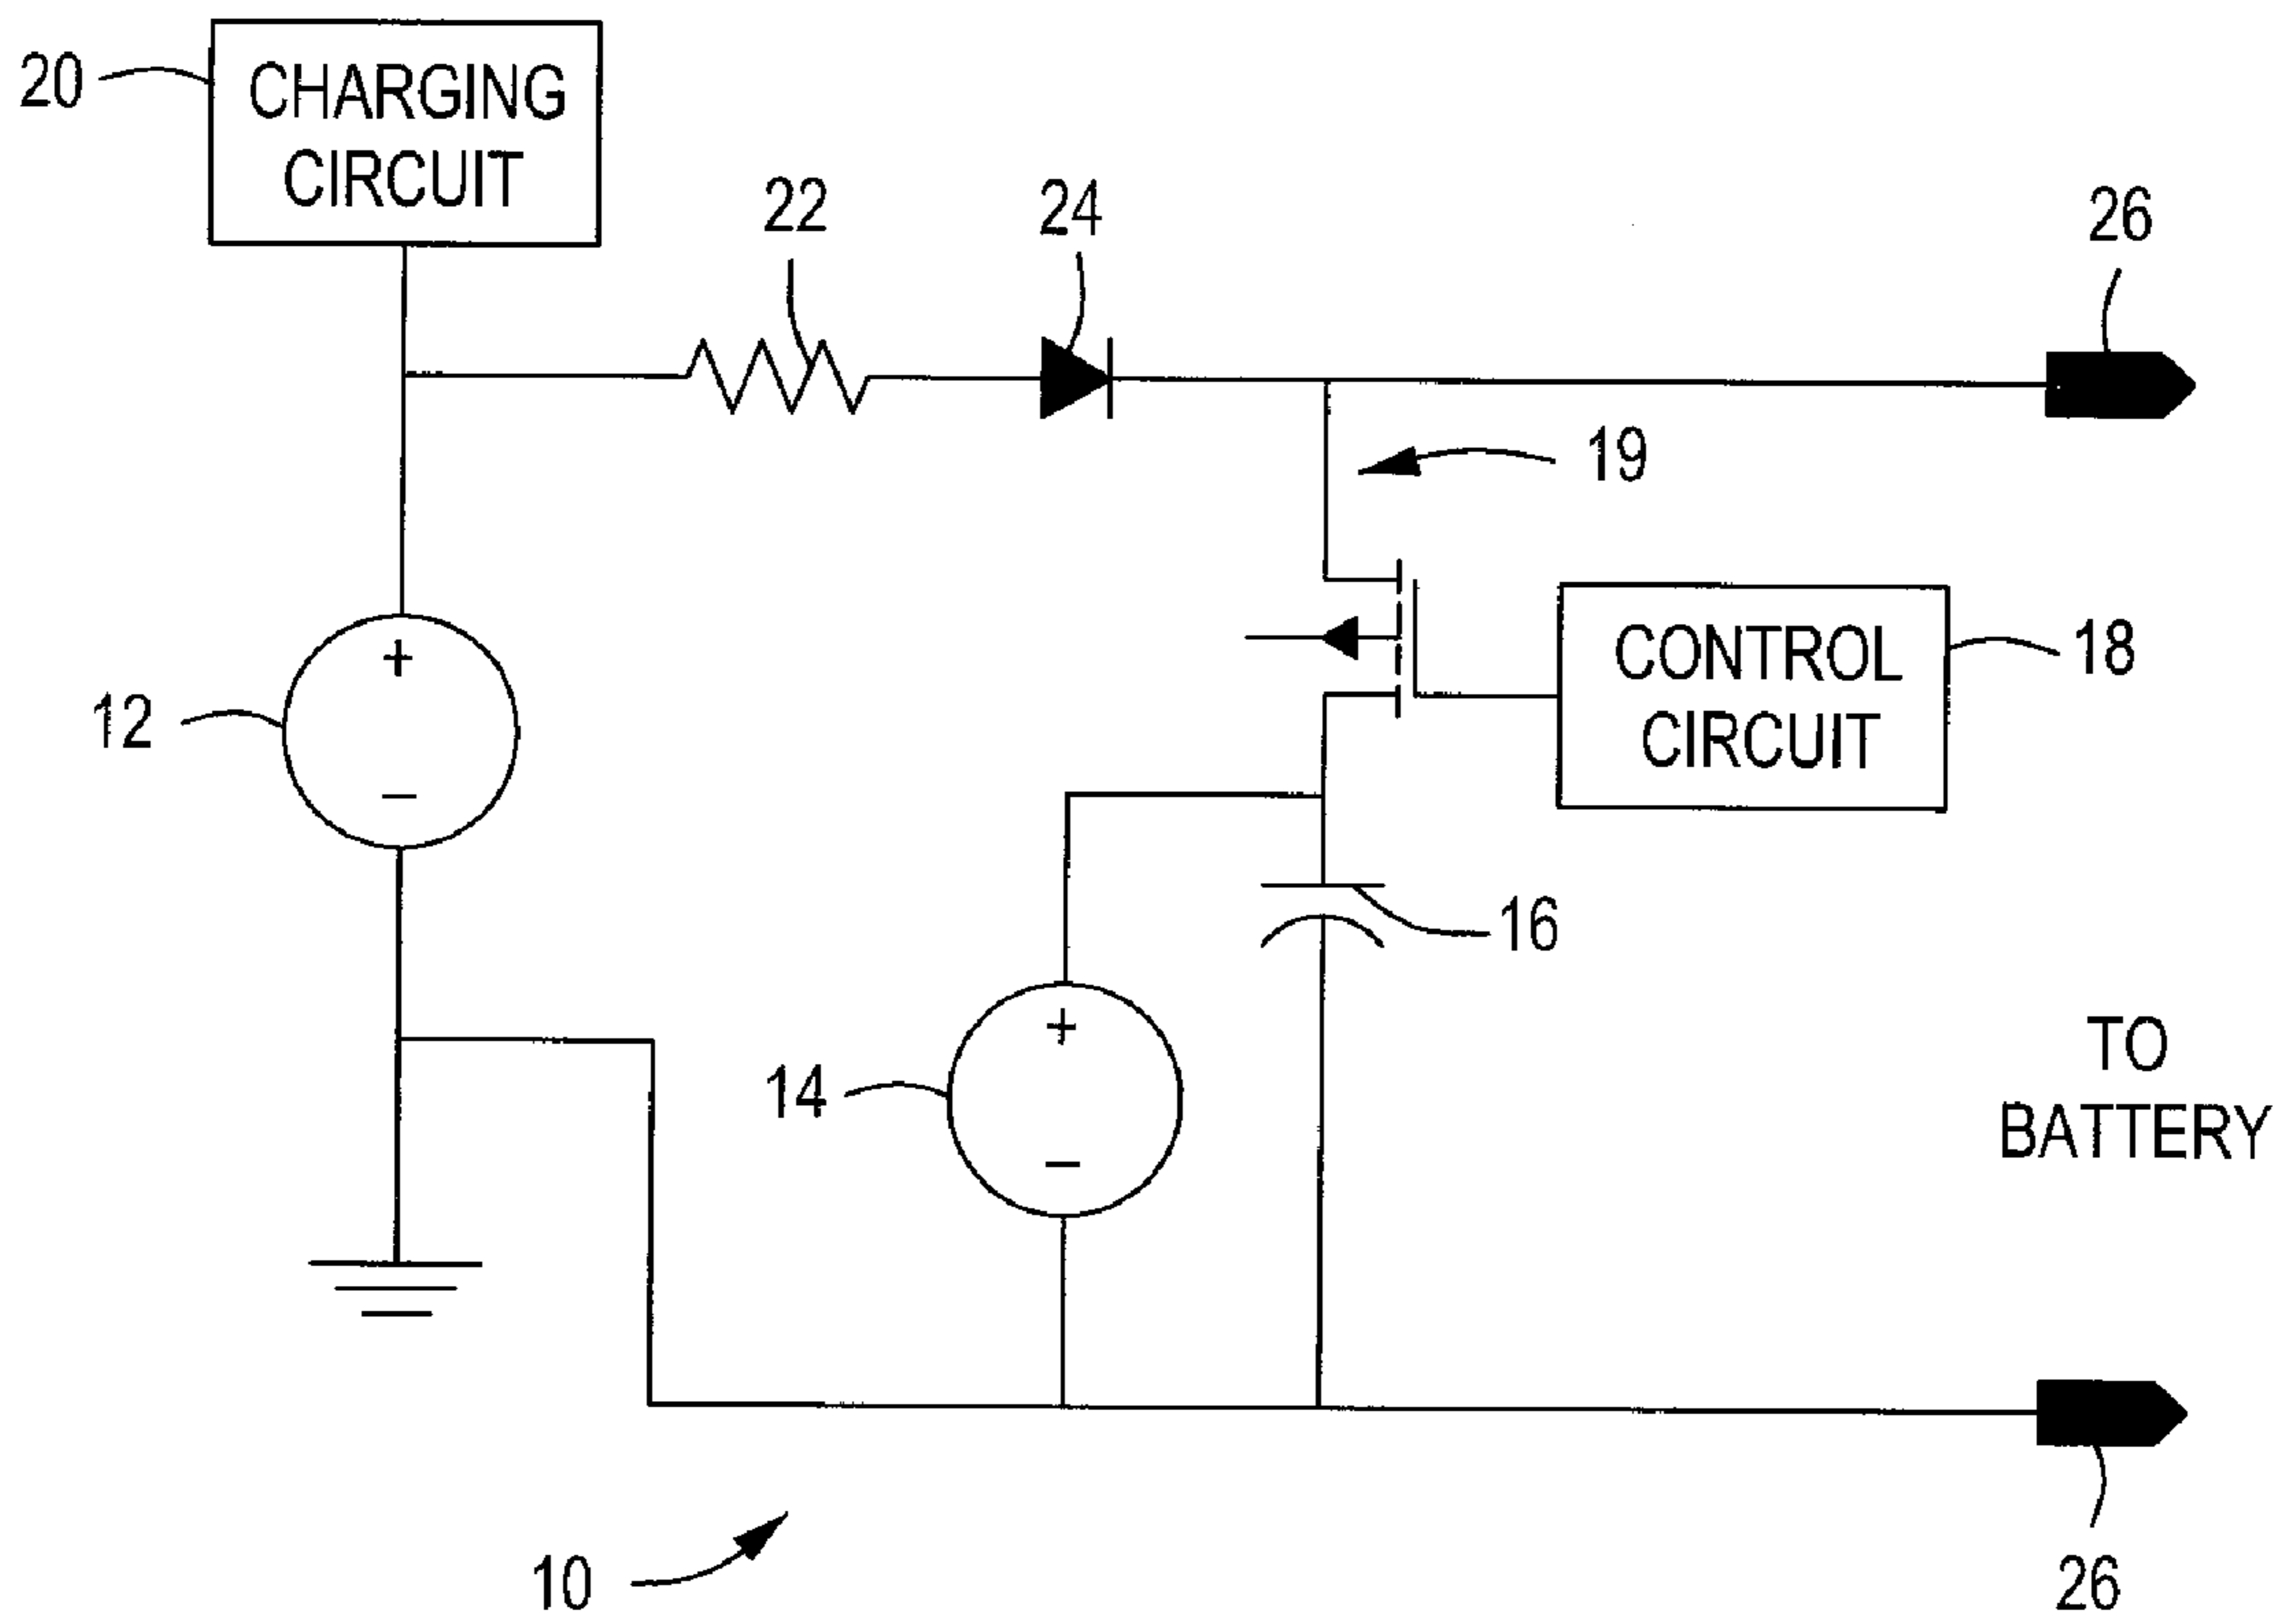 20
CHARGING
CIRCUIT
22
24
26
19
+
12
–
CONTROL
CIRCUIT
18
16
+
14
–
TO
BATTERY
10
26